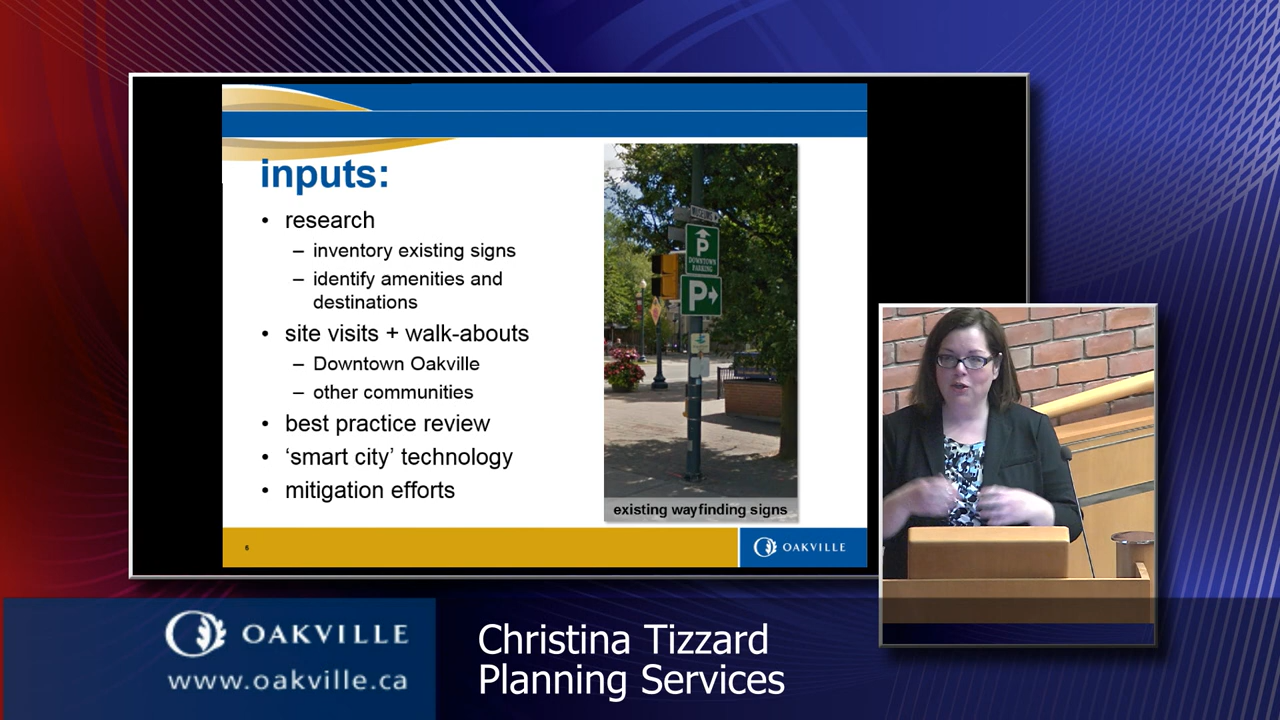 inputs:
• research
– inventory existing signs
– identify amenities and
destinations
• site visits + walk-abouts
– Downtown Oakville
– other communities
• best practice review
• ‘smart city’ technology
• mitigation efforts
P
DOWNTOWN
PARKING
P
existing wayfinding signs
6
OAKVILLE
OAKVILLE
www.oakville.ca
Christina Tizzard
Planning Services